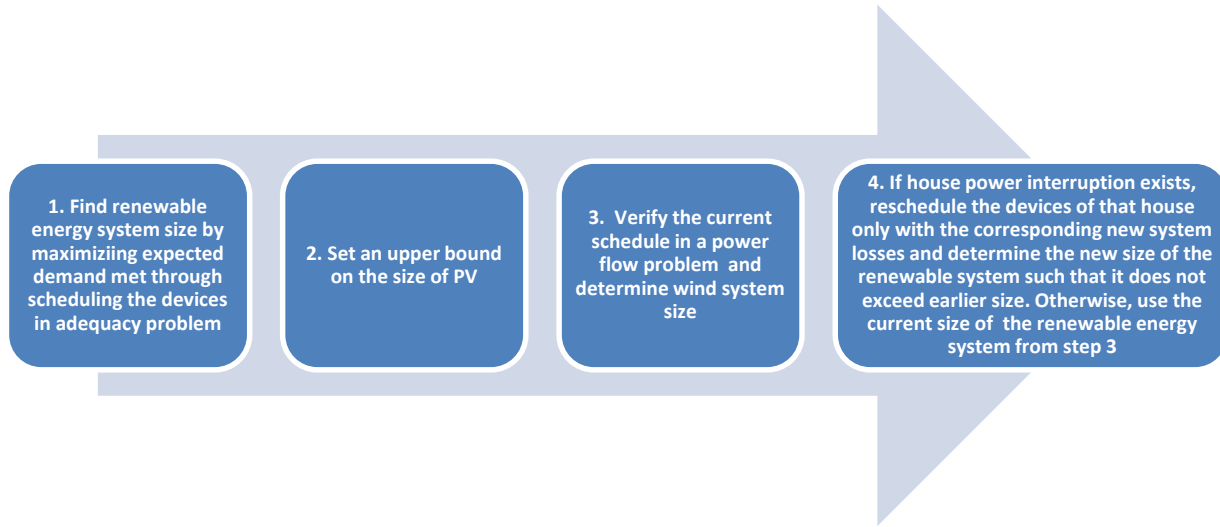 1. Find renewable
energy system size by
maximiziing expected
demand met through
scheduling the devices
in adequacy problem
2. Set an upper bound
on the size of PV
3. Verify the current
schedule in a power
flow problem and
determine wind system
size
4. If house power interruption exists,
reschedule the devices of that house
only with the corresponding new system
losses and determine the new size of the
renewable system such that it does not
exceed earlier size. Otherwise, use the
current size of the renewable energy
system from step 3